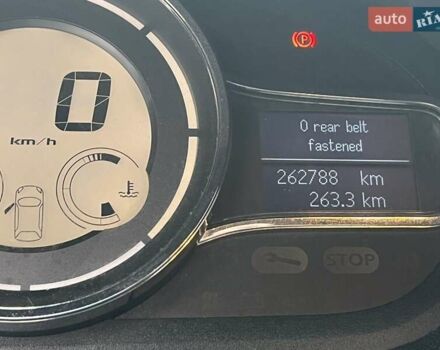 auto RIA
P
0
km/h
0 rear belt
fastened
262788 km
263.3 km
STOP